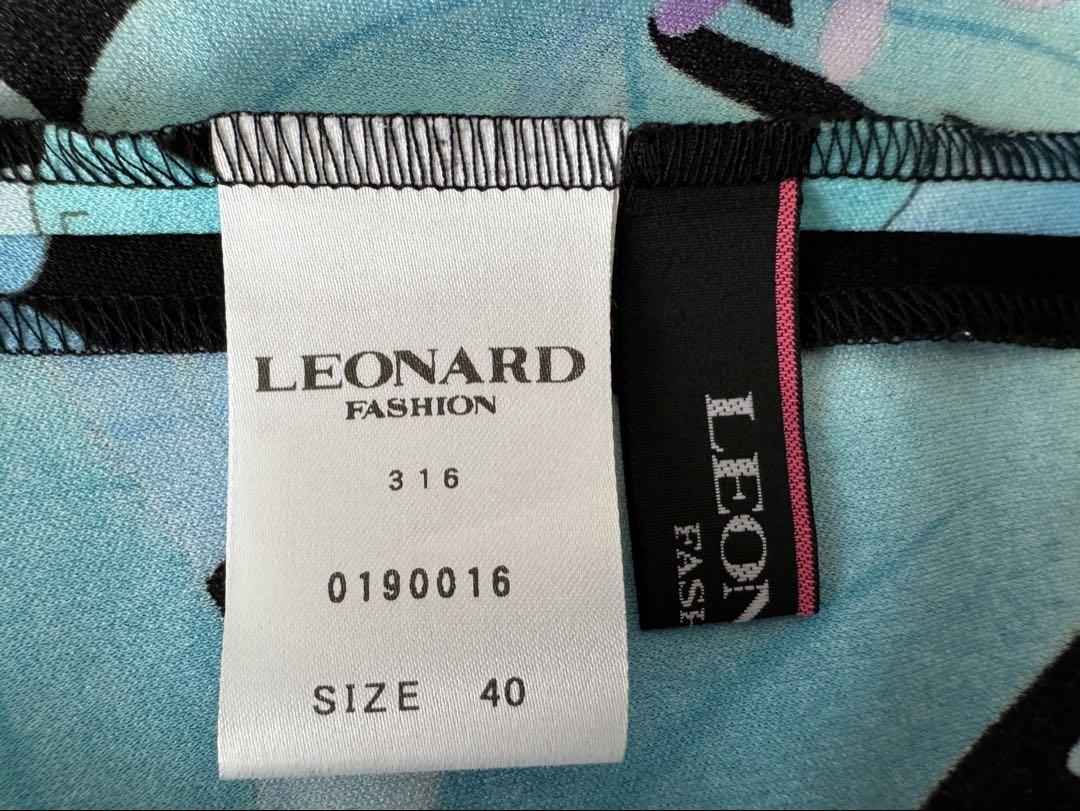 LEONARD
FASHION
316
0190016
SIZE 40
LEON
FASH